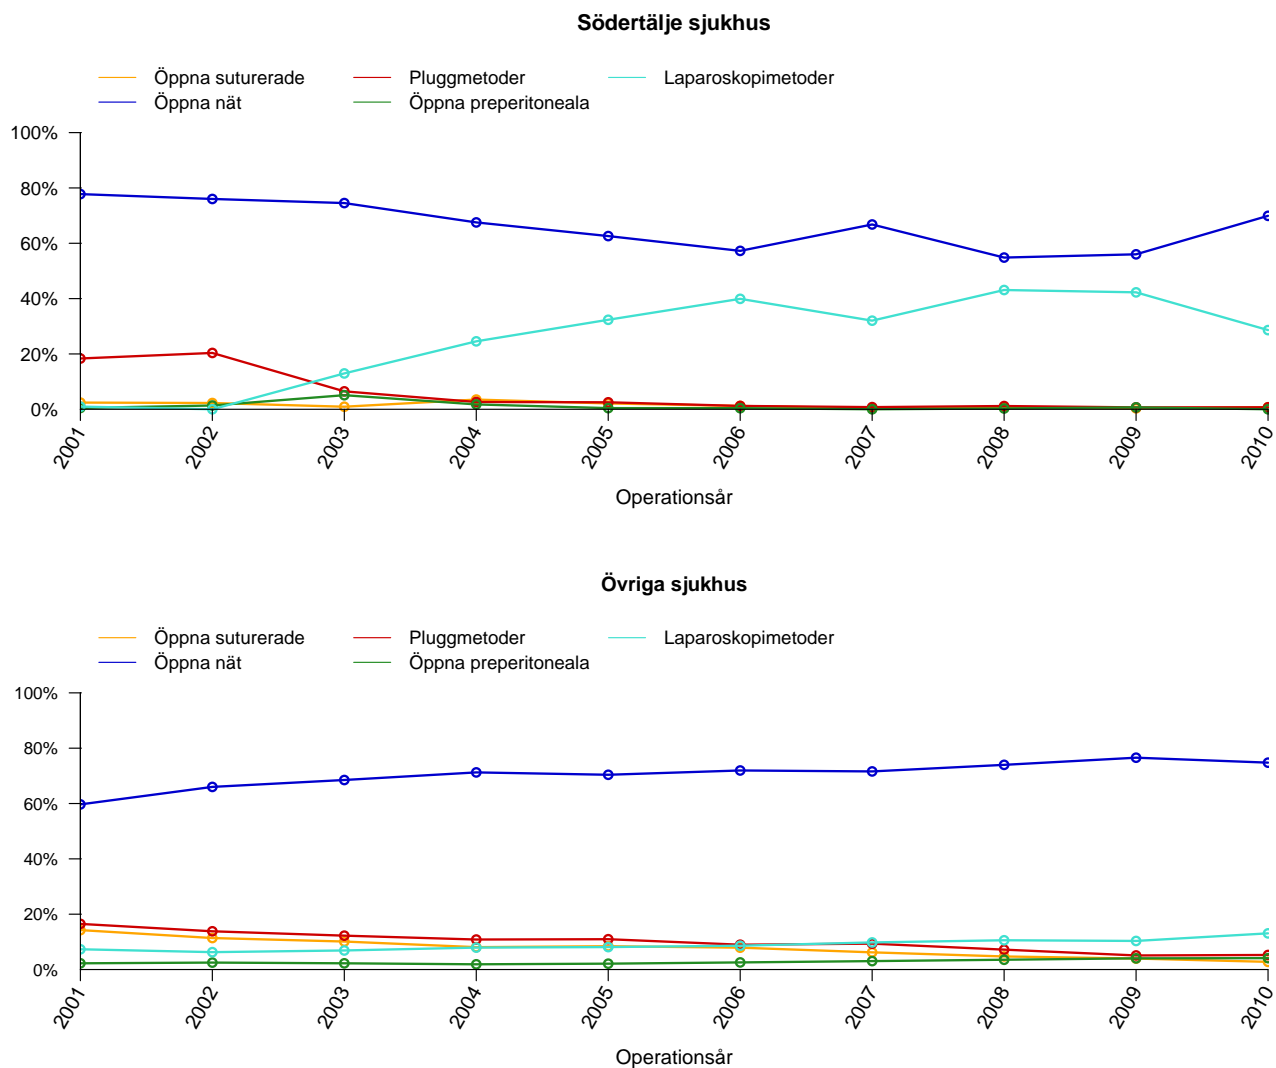 Södertälje sjukhus
Öppna suturerade Pluggmetoder Laparoskopimetoder
Öppna nät Öppna preperitoneala
100%
80%
60%
40%
20%
0%
2001 2002 2003 2004 2005 2006 2007 2008 2009 2010
Operationsår
Övriga sjukhus
Öppna suturerade Pluggmetoder Laparoskopimetoder
Öppna nät Öppna preperitoneala
100%
80%
60%
40%
20%
0%
2001 2002 2003 2004 2005 2006 2007 2008 2009 2010
Operationsår